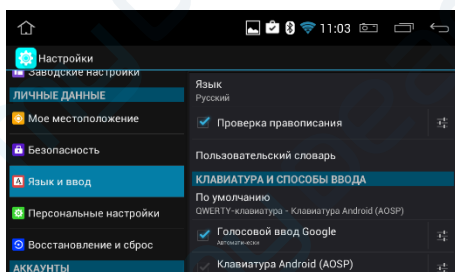 11:03
Настройки
Заводские настройки
ЛИЧНЫЕ ДАННЫЕ
Мое местоположение
Безопасность
Язык и ввод
Персональные настройки
Восстановление и сброс
АККАУНТЫ
Язык
Русский
Проверка правописания
Пользовательский словарь
КЛАВИАТУРА И СПОСОБЫ ВВОДА
По умолчанию
QWERTY-клавиатура - Клавиатура Android (AOSP)
Голосовой ввод Google
Автоматически
Клавиатура Android (AOSP)